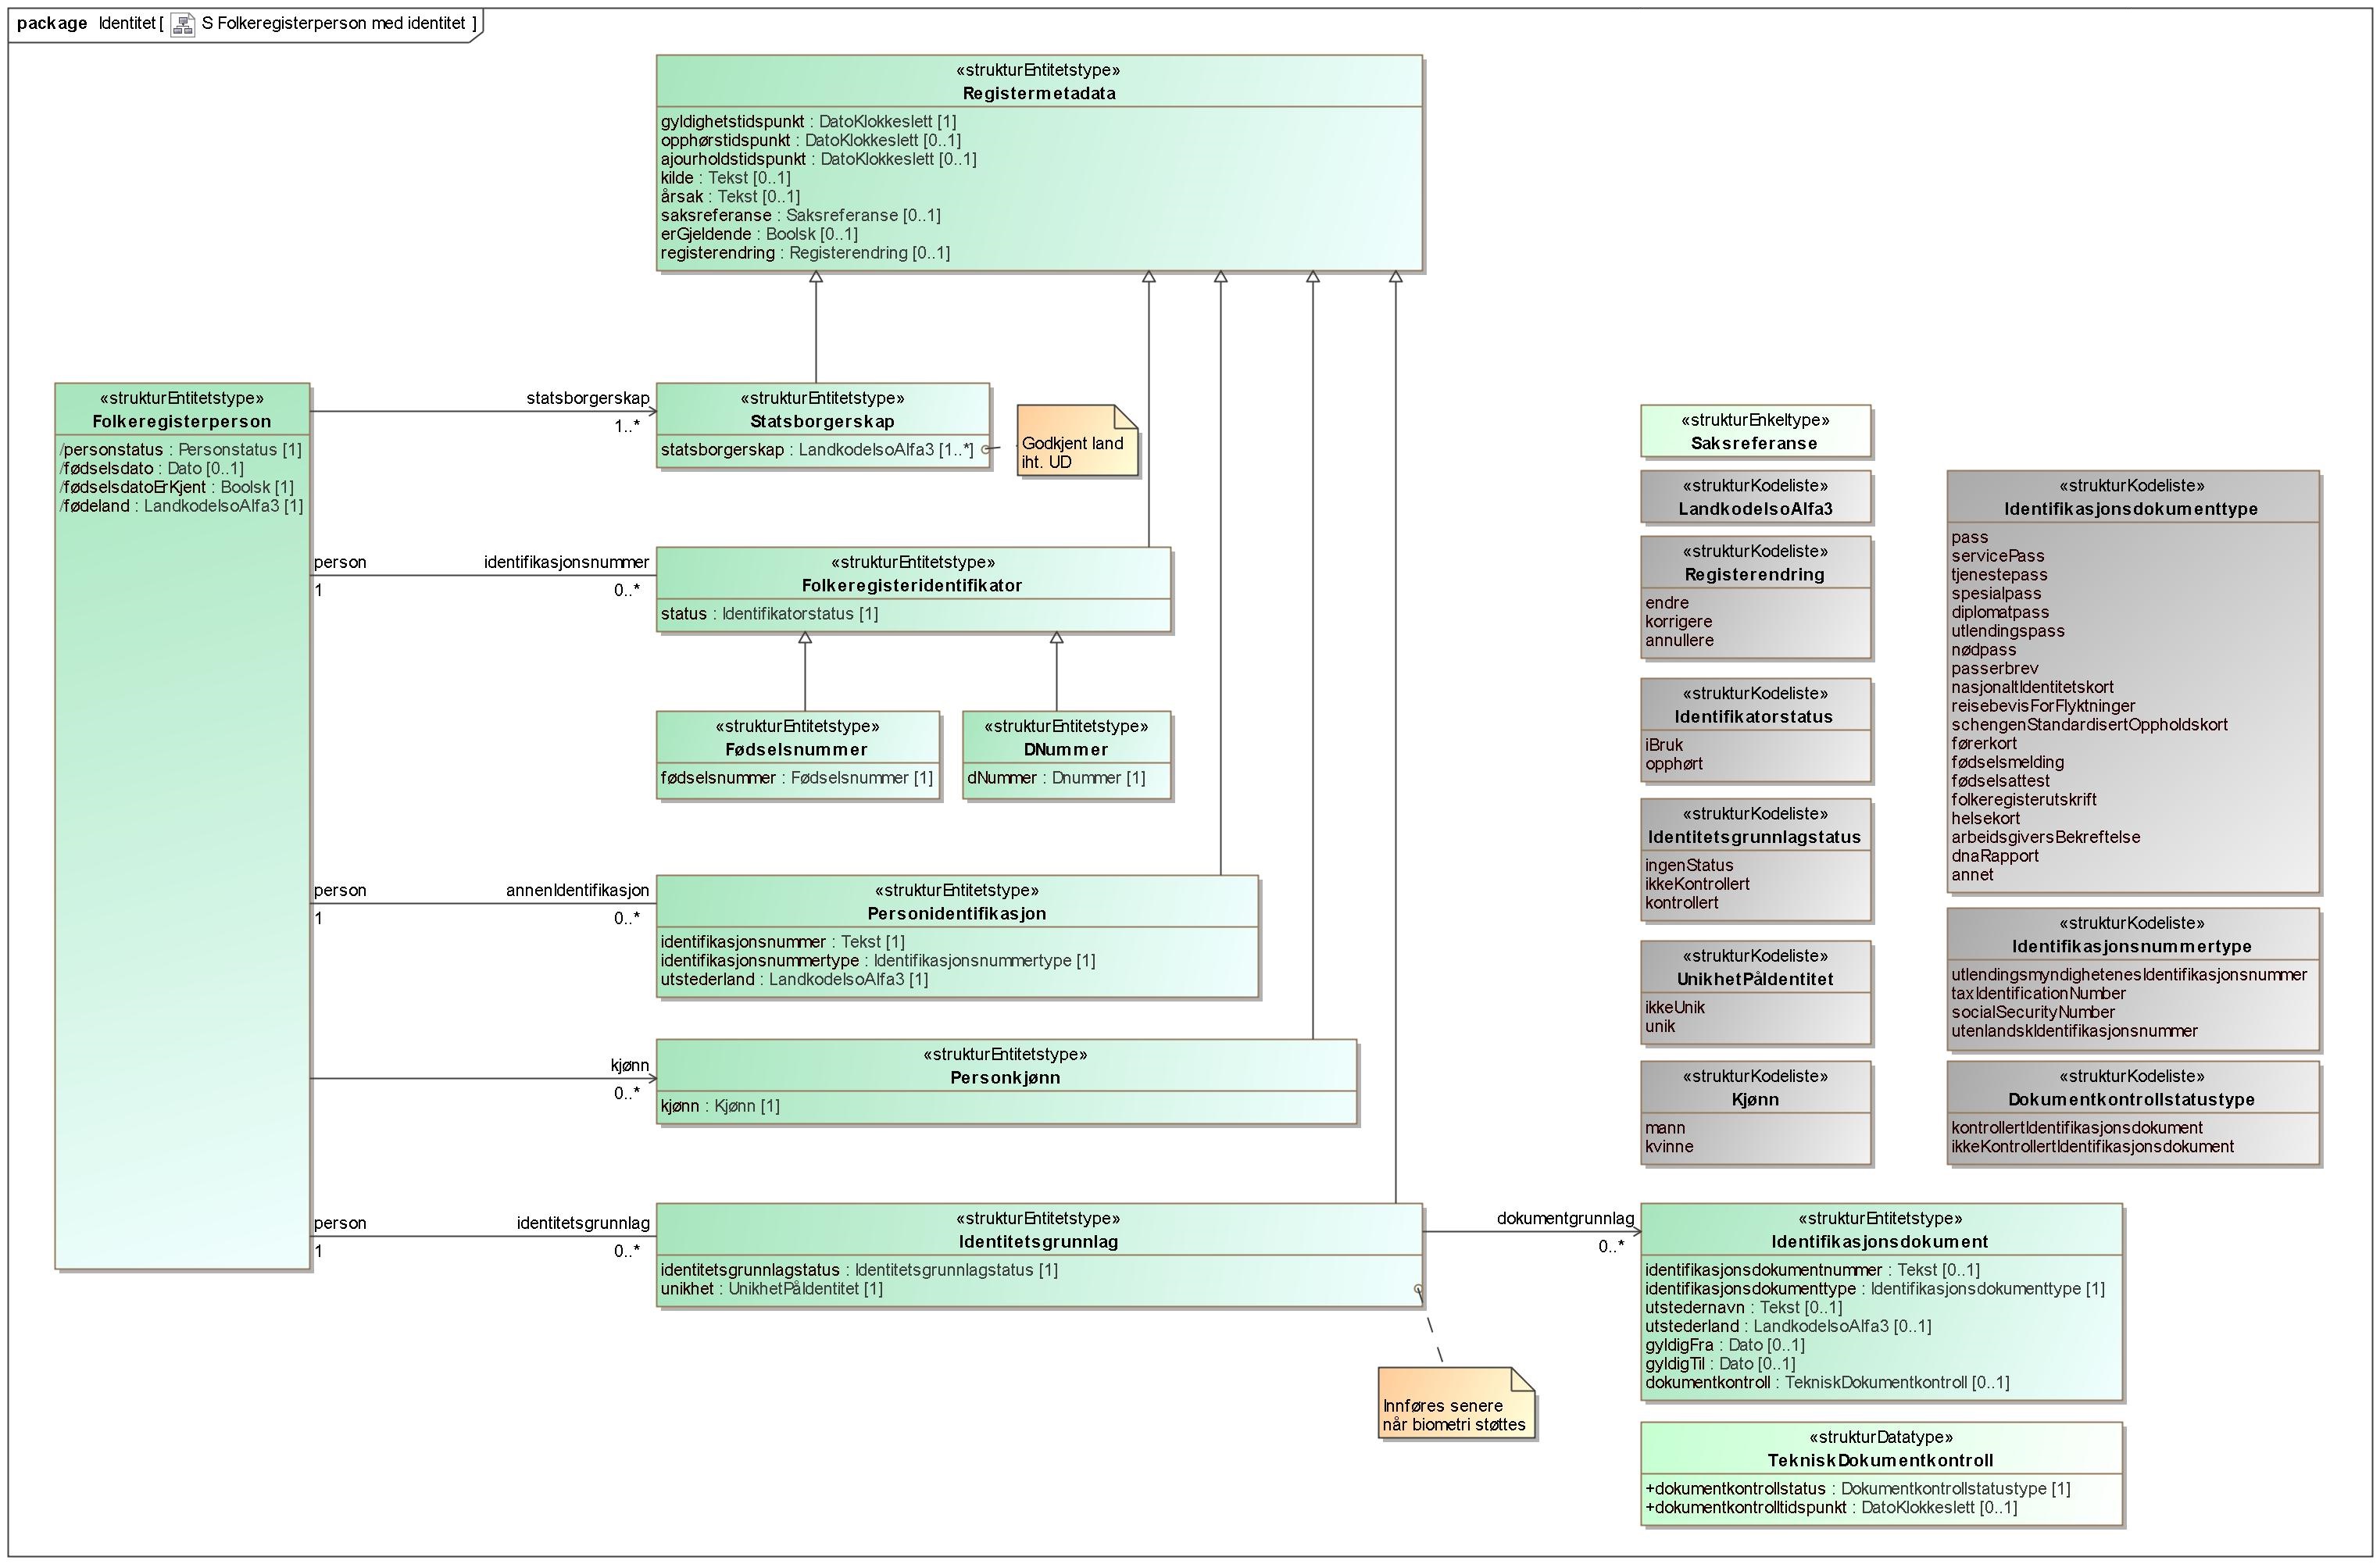 package Identitet [ S Folkeregisterperson med identitet ]
«strukturEntitetstype»
Registermetadata
gyldighetstidspunkt : DatoKlokkeslett [1]
opphørstidspunkt : DatoKlokkeslett [0..1]
ajourholdstidspunkt : DatoKlokkeslett [0..1]
kilde : Tekst [0..1]
årsak : Tekst [0..1]
saksreferanse : Saksreferanse [0..1]
erGjeldende : Boolsk [0..1]
registerendring : Registerendring [0..1]
«strukturEntitetstype»
Folkeregisterperson
/personstatus : Personstatus [1]
/fødselsdato : Dato [0..1]
/fødselsdatoErKjent : Boolsk [1]
/fødeland : LandkodeIsoAlfa3 [1]
statsborgerskap
1..*
«strukturEntitetstype»
Statsborgerskap
statsborgerskap : LandkodeIsoAlfa3 [1..*]
Godkjent land
iht. UD
person
1
identifikasjonsnummer
0..*
«strukturEntitetstype»
Folkeregisteridentifikator
status : Identifikatorstatus [1]
«strukturEntitetstype»
Fødselsnummer
fødselsnummer : Fødselsnummer [1]
«strukturEntitetstype»
DNummer
dNummer : Dnummer [1]
person
1
annenIdentifikasjon
0..*
«strukturEntitetstype»
Personidentifikasjon
identifikasjonsnummer : Tekst [1]
identifikasjonsnummertype : Identifikasjonsnummertype [1]
utstederland : LandkodeIsoAlfa3 [1]
kjønn
0..*
«strukturEntitetstype»
Personkjønn
kjønn : Kjønn [1]
person
1
identitetsgrunnlag
0..*
«strukturEntitetstype»
Identitetsgrunnlag
identitetsgrunnlagstatus : Identitetsgrunnlagstatus [1]
unikhet : UnikhetPåIdentitet [1]
Innføres senere
når biometri støttes
dokumentgrunnlag
0..*
«strukturEnkeltype»
Saksreferanse
«strukturKodeliste»
LandkodeIsoAlfa3
«strukturKodeliste»
Registerendring
endre
korrigere
annullere
«strukturKodeliste»
Identifikatorstatus
iBruk
opphørt
«strukturKodeliste»
Identitetsgrunnlagstatus
ingenStatus
ikkeKontrollert
kontrollert
«strukturKodeliste»
UnikhetPåIdentitet
ikkeUnik
unik
«strukturKodeliste»
Kjønn
mann
kvinne
«strukturKodeliste»
Identifikasjonsdokumenttype
pass
servicePass
tjenestepass
spesialpass
diplomatpass
utlendingspass
nødpass
passerbrev
nasjonaltIdentitetskort
reisebevisForFlyktninger
schengenStandardisertOppholdskort
førerkort
fødselsmelding
fødselsattest
folkeregisterutskrift
helsekort
arbeidsgiversBekreftelse
dnaRapport
annet
«strukturKodeliste»
Identifikasjonsnummertype
utlendingsmyndighetenesIdentifikasjonsnummer
taxIdentificationNumber
socialSecurityNumber
utenlandskIdentifikasjonsnummer
«strukturKodeliste»
Dokumentkontrollstatustype
kontrollertIdentifikasjonsdokument
ikkeKontrollertIdentifikasjonsdokument
«strukturEntitetstype»
Identifikasjonsdokument
identifikasjonsdokumentnummer : Tekst [0..1]
identifikasjonsdokumenttype : Identifikasjonsdokumenttype [1]
utstedernavn : Tekst [0..1]
utstederland : LandkodeIsoAlfa3 [0..1]
gyldigFra : Dato [0..1]
gyldigTil : Dato [0..1]
dokumentkontroll : TekniskDokumentkontroll [0..1]
«strukturDatatype»
TekniskDokumentkontroll
+dokumentkontrollstatus : Dokumentkontrollstatustype [1]
+dokumentkontrolltidspunkt : DatoKlokkeslett [0..1]